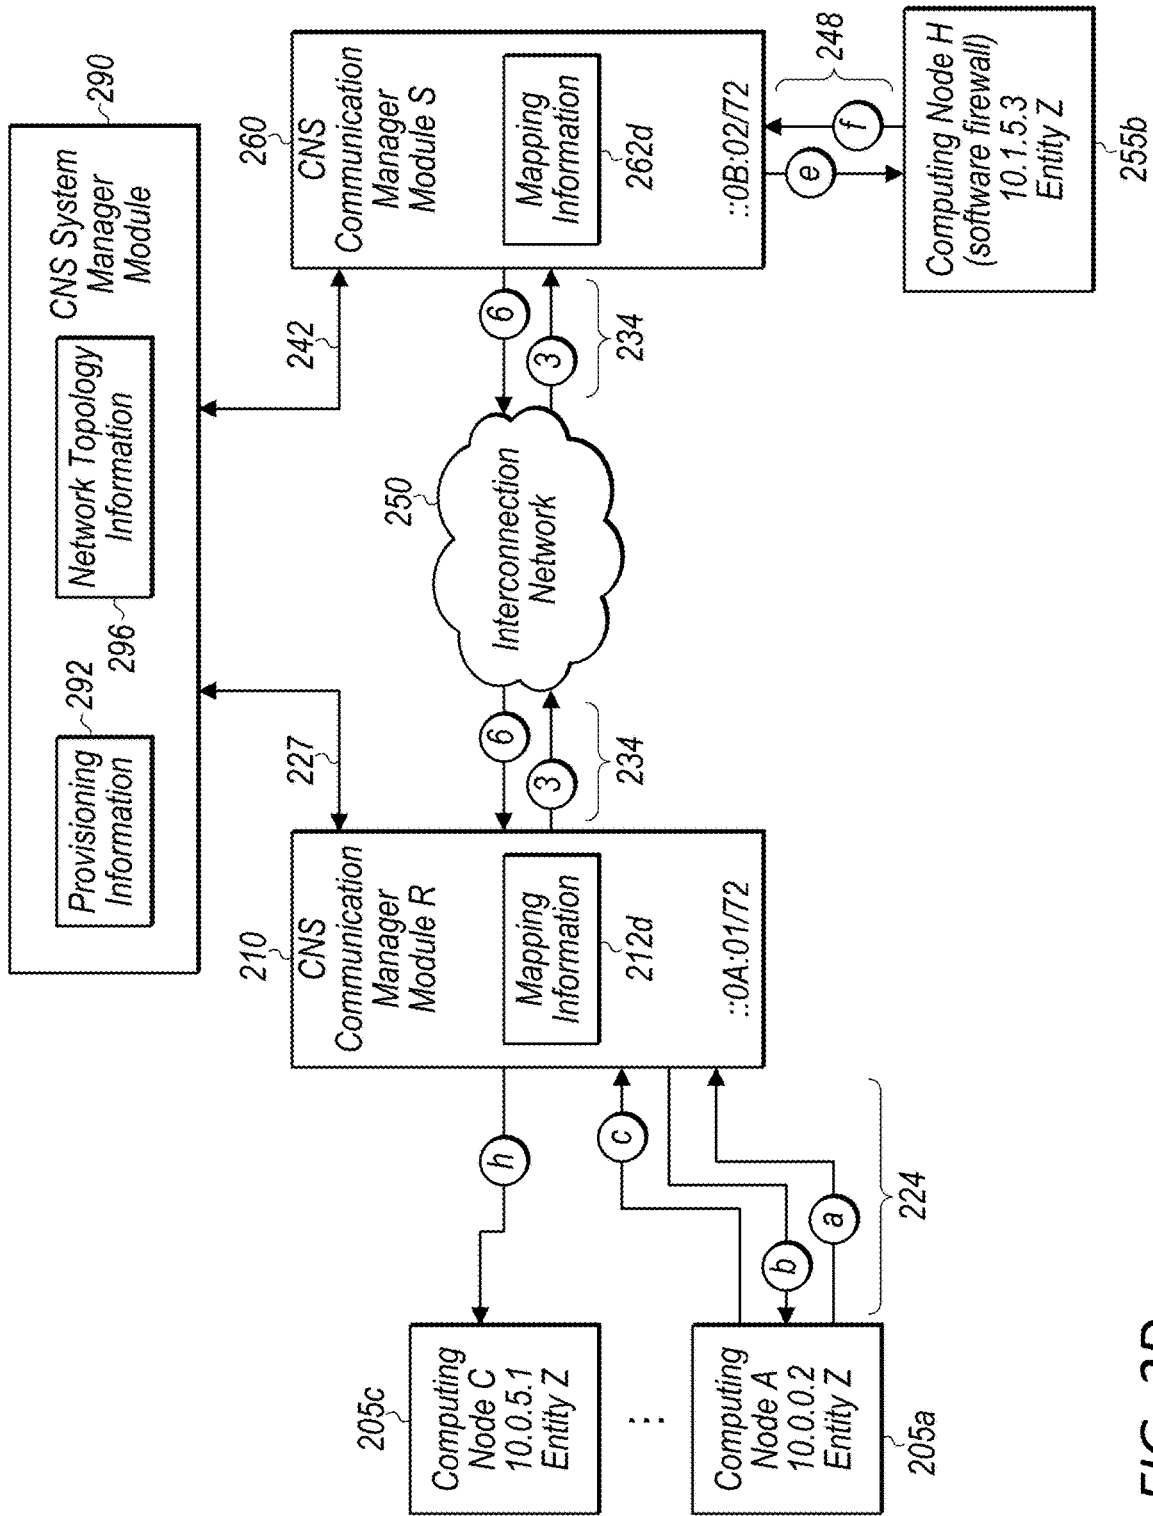 290
CNS System
Manager
Module
Provisioning
Information
292
Network Topology
Information
296
227
242
210
CNS
Communication
Manager
Module R
Mapping
Information
212d
::0A:01/72
260
CNS
Communication
Manager
Module S
Mapping
Information
262d
::0B:02/72
250
Interconnection
Network
6
3
234
6
3
234
205c
Computing
Node C
10.0.5.1
Entity Z
h
c
b
a
224
...
Computing
Node A
10.0.0.2
Entity Z
205a
e
f
248
Computing Node H
(software firewall)
10.1.5.3
Entity Z
255b
FIG. 2D